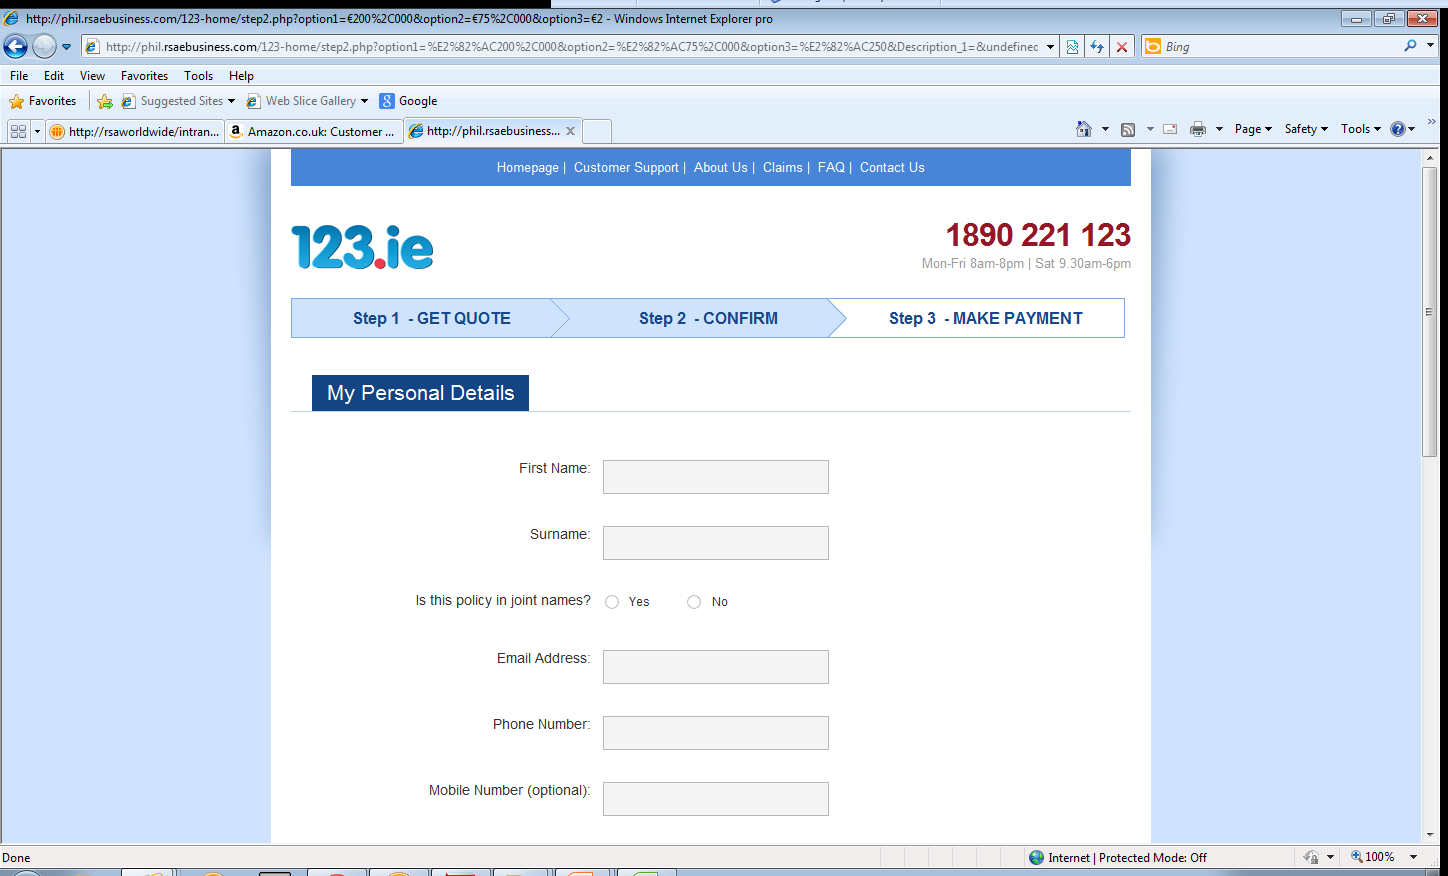 http://phil.rsaebusiness.com/123-home/step2.php?option1=€200%2C000&option2=€75%2C000&option3=€2 - Windows Internet Explorer pro
http://phil.rsaebusiness.com/123-home/step2.php?option1=%E2%82%AC200%2C000&option2=%E2%82%AC75%2C000&option3=%E2%82%AC250&Description_1=&undefined
Bing
File Edit View Favorites Tools Help
Favorites Suggested Sites Web Slice Gallery Google
http://rsaworldwide/intran... Amazon.co.uk: Customer ... http://phil.rsaebusiness... Page Safety Tools
Homepage | Customer Support | About Us | Claims | FAQ | Contact Us
123.ie
1890 221 123
Mon-Fri 8am-8pm | Sat 9.30am-6pm
Step 1 - GET QUOTE Step 2 - CONFIRM Step 3 - MAKE PAYMENT
My Personal Details
First Name:
Surname:
Is this policy in joint names? Yes No
Email Address:
Phone Number:
Mobile Number (optional):
Done Internet | Protected Mode: Off 100%